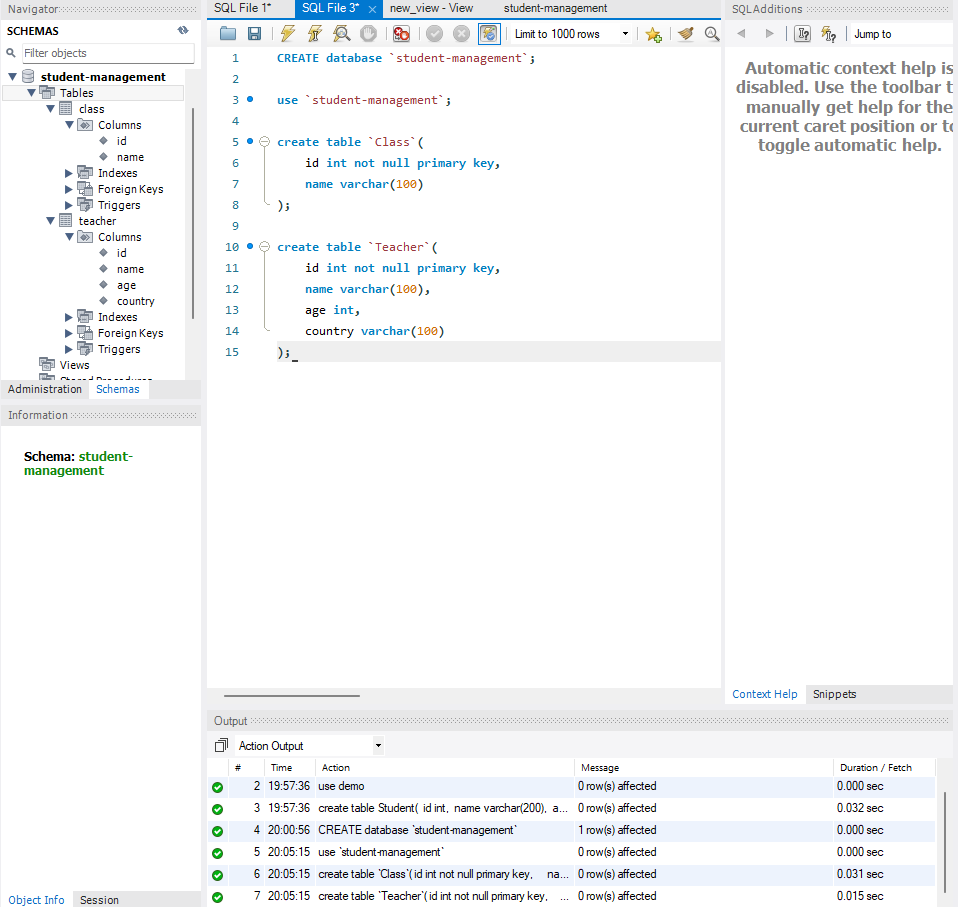 Navigator
SCHEMAS
Filter objects
student-management
Tables
class
Columns
id
name
Indexes
Foreign Keys
Triggers
teacher
Columns
id
name
age
country
Indexes
Foreign Keys
Triggers
Views
Administration
Schemas
Information
Schema: student-
management
Object Info
Session
SQL File 1*
SQL File 3*
new_view - View
student-management
Limit to 1000 rows
1 CREATE database `student-management`;
2
3 use `student-management`;
4
5 create table `Class`(
6 id int not null primary key,
7 name varchar(100)
8 );
9
10 create table `Teacher`(
11 id int not null primary key,
12 name varchar(100),
13 age int,
14 country varchar(100)
15 );
SQLAdditions
Jump to
Automatic context help is
disabled. Use the toolbar
manually get help for the
current caret position or
toggle automatic help.
Context Help
Snippets
Output
Action Output
# Time Action Message Duration / Fetch
2 19:57:36 use demo 0 row(s) affected 0.000 sec
3 19:57:36 create table Student( id int, name varchar(200), a... 0 row(s) affected 0.032 sec
4 20:00:56 CREATE database `student-management` 1 row(s) affected 0.000 sec
5 20:05:15 use `student-management` 0 row(s) affected 0.000 sec
6 20:05:15 create table `Class`( id int not null primary key, na... 0 row(s) affected 0.031 sec
7 20:05:15 create table `Teacher`( id int not null primary key, ... 0 row(s) affected 0.015 sec